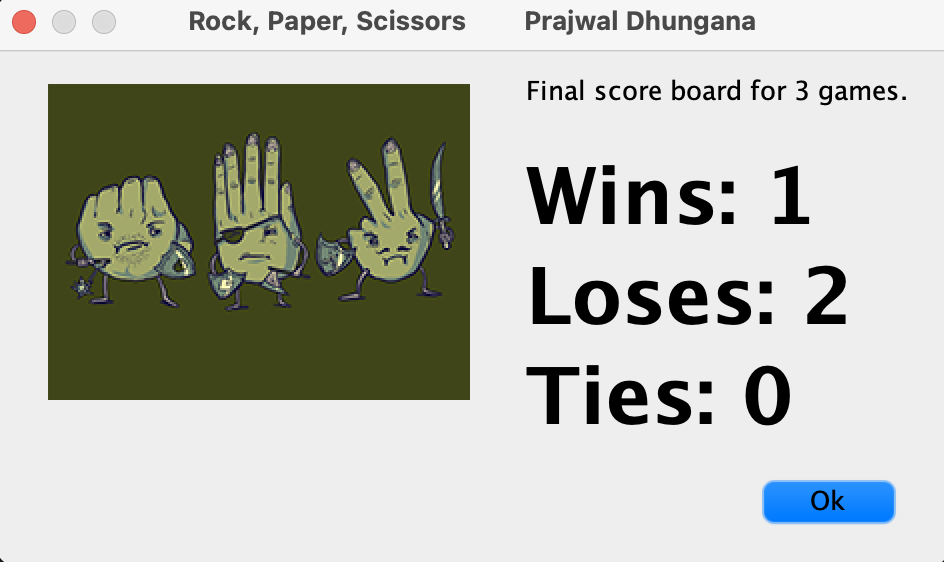 Rock, Paper, Scissors Prajwal Dhungana
Final score board for 3 games.
Wins: 1
Loses: 2
Ties: 0
Ok